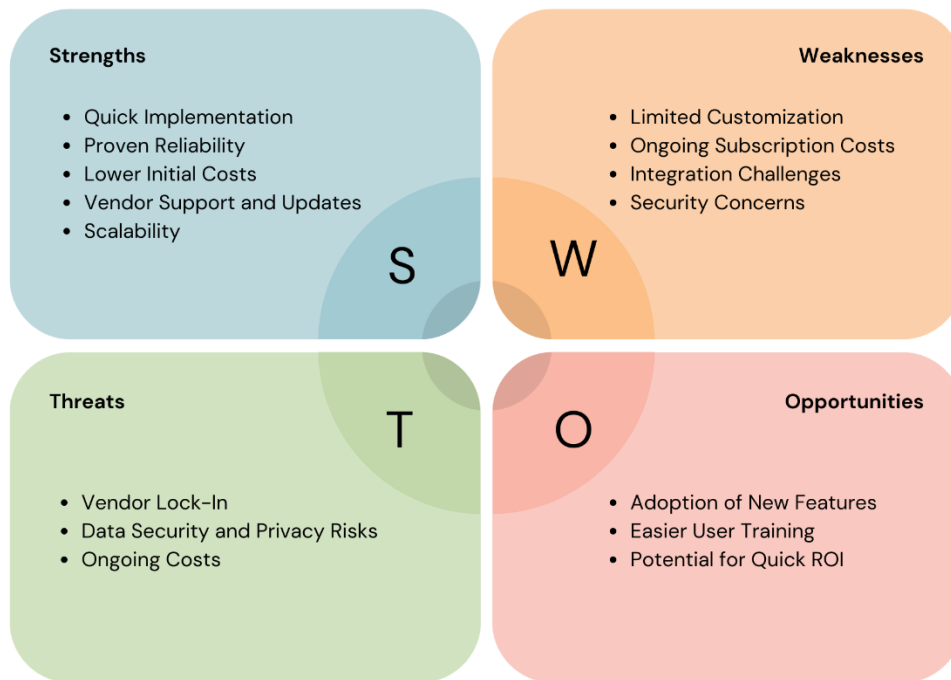 Strengths
• Quick Implementation
• Proven Reliability
• Lower Initial Costs
• Vendor Support and Updates
• Scalability
S
Weaknesses
• Limited Customization
• Ongoing Subscription Costs
• Integration Challenges
• Security Concerns
W
Threats
• Vendor Lock-In
• Data Security and Privacy Risks
• Ongoing Costs
T
Opportunities
• Adoption of New Features
• Easier User Training
• Potential for Quick ROI
O